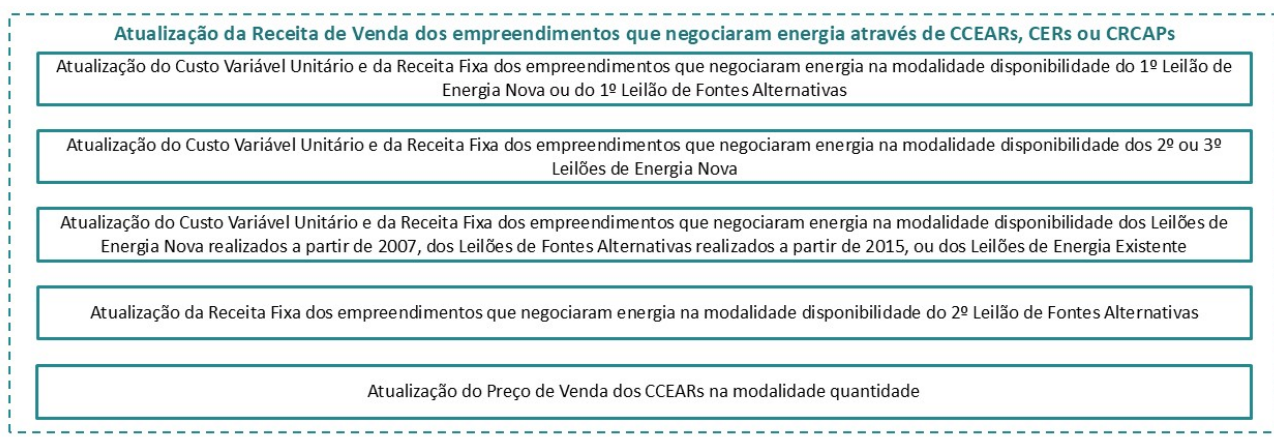 Atualização da Receita de Venda dos empreendimentos que negociaram energia através de CCEARs, CERs ou CRCAPs
Atualização do Custo Variável Unitário e da Receita Fixa dos empreendimentos que negociaram energia na modalidade disponibilidade do 1º Leilão de
Energia Nova ou do 1º Leilão de Fontes Alternativas
Atualização do Custo Variável Unitário e da Receita Fixa dos empreendimentos que negociaram energia na modalidade disponibilidade dos 2º ou 3º
Leilões de Energia Nova
Atualização do Custo Variável Unitário e da Receita Fixa dos empreendimentos que negociaram energia na modalidade disponibilidade dos Leilões de
Energia Nova realizados a partir de 2007, dos Leilões de Fontes Alternativas realizados a partir de 2015, ou dos Leilões de Energia Existente
Atualização da Receita Fixa dos empreendimentos que negociaram energia na modalidade disponibilidade do 2º Leilão de Fontes Alternativas
Atualização do Preço de Venda dos CCEARs na modalidade quantidade